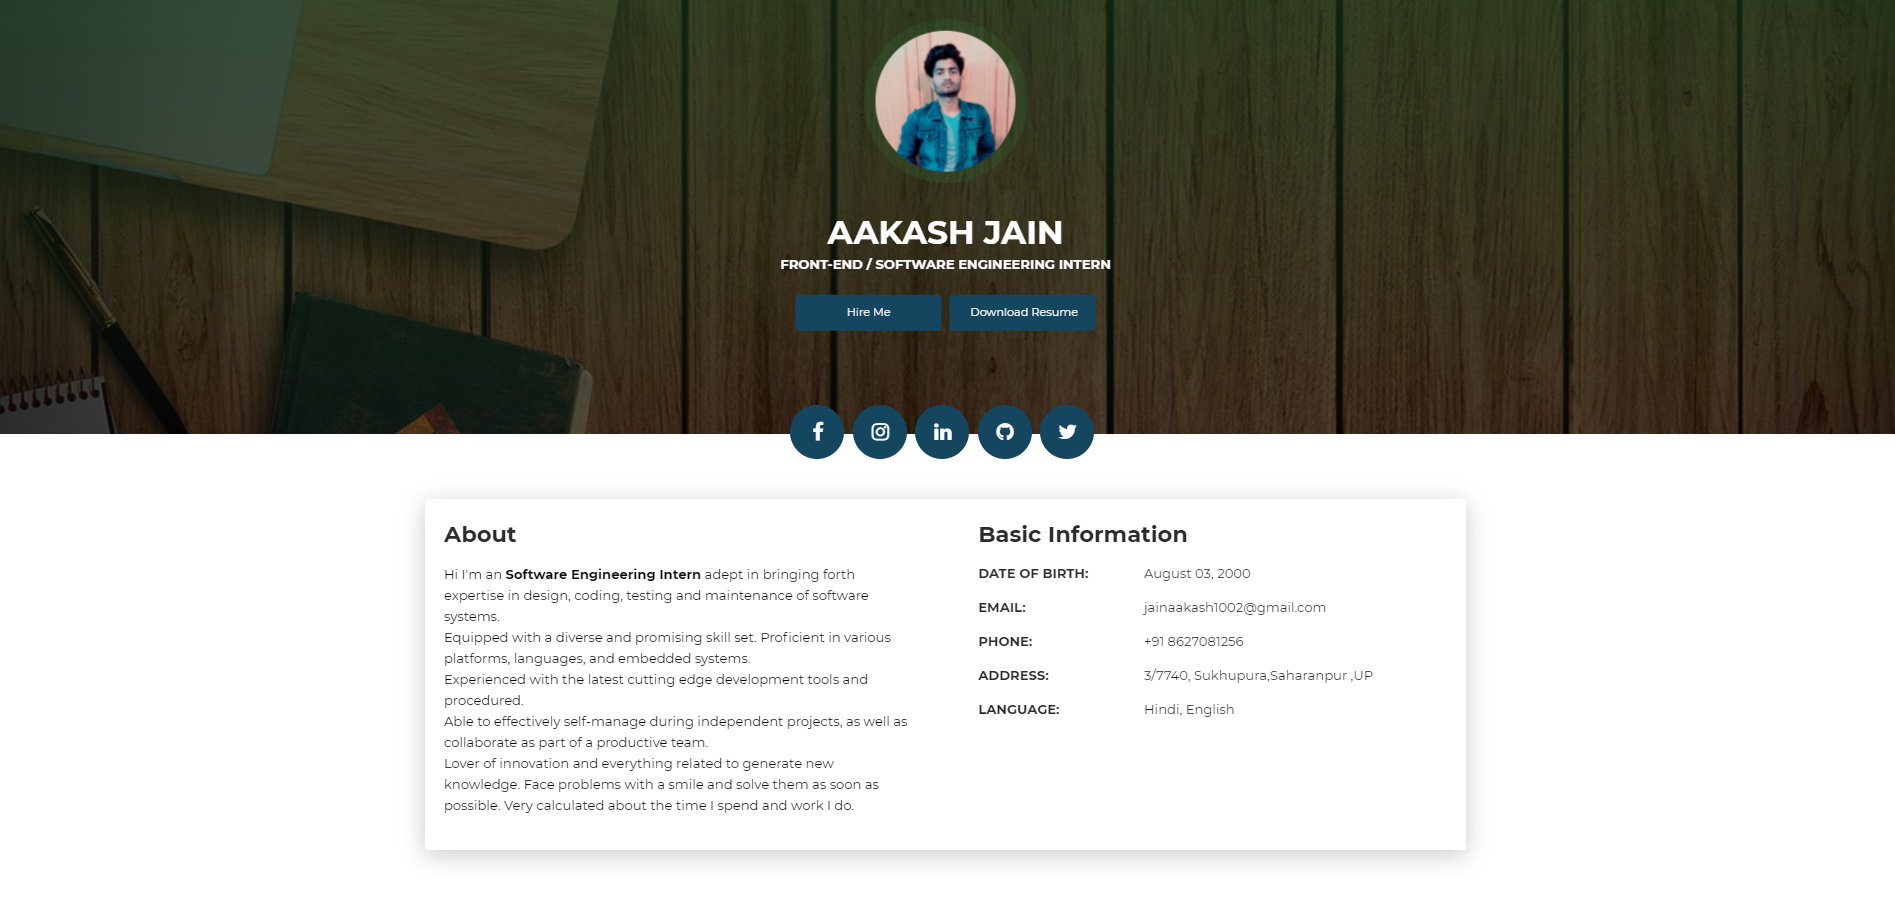 AAKASH JAIN
FRONT-END / SOFTWARE ENGINEERING INTERN
Hire Me
Download Resume
About
Hi I'm an Software Engineering Intern adept in bringing forth
expertise in design, coding, testing and maintenance of software
systems.
Equipped with a diverse and promising skill set. Proficient in various
platforms, languages, and embedded systems.
Experienced with the latest cutting edge development tools and
procedured.
Able to effectively self-manage during independent projects, as well as
collaborate as part of a productive team.
Lover of innovation and everything related to generate new
knowledge. Face problems with a smile and solve them as soon as
possible. Very calculated about the time I spend and work I do.
Basic Information
DATE OF BIRTH: August 03, 2000
EMAIL: jainaakash1002@gmail.com
PHONE: +91 8627081256
ADDRESS: 3/7740, Sukhupura,Saharanpur ,UP
LANGUAGE: Hindi, English